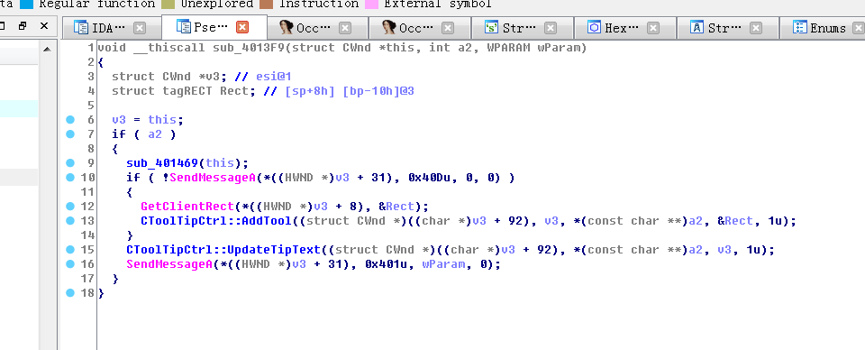 ta Regular function Unexplored Instruction External symbol
IDA··· Pse··· Occ··· Occ··· Str··· Hex··· Str··· Enums
1 void __thiscall sub_4013F9(struct CWnd *this, int a2, WPARAM wParam)
2 {
3 struct CWnd *v3; // esi@1
4 struct tagRECT Rect; // [sp+8h] [bp-10h]@3
5
6 v3 = this;
7 if ( a2 )
8 {
9 sub_401469(this);
10 if ( !SendMessageA(*((HWND *)v3 + 31), 0x40Du, 0, 0) )
11 {
12 GetClientRect(*((HWND *)v3 + 8), &Rect);
13 CToolTipCtrl::AddTool((struct CWnd *)((char *)v3 + 92), v3, *(const char **)a2, &Rect, 1u);
14 }
15 CToolTipCtrl::UpdateTipText((struct CWnd *)((char *)v3 + 92), *(const char **)a2, v3, 1u);
16 SendMessageA(*((HWND *)v3 + 31), 0x401u, wParam, 0);
17 }
18 }